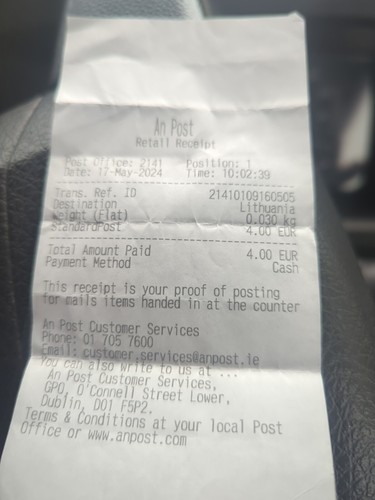 An Post
Retail Receipt
Post Office: 2141 Position: 1
Date: 17-May-2024 Time: 10:02:39
Trans. Ref. ID 21410109160505
Destination Lithuania
Weight (Flat) 0.030 kg
StandardPost 4.00 EUR
Total Amount Paid 4.00 EUR
Payment Method Cash
This receipt is your proof of posting
for mails items handed in at the counter
An Post Customer Services
Phone: 01 705 7600
Email: customer.services@anpost.ie
You can also write to us at ...
An Post Customer Services,
GPO, O'Connell Street Lower,
Dublin, D01 F5P2.
Terms & Conditions at your local Post
Office or www.anpost.com